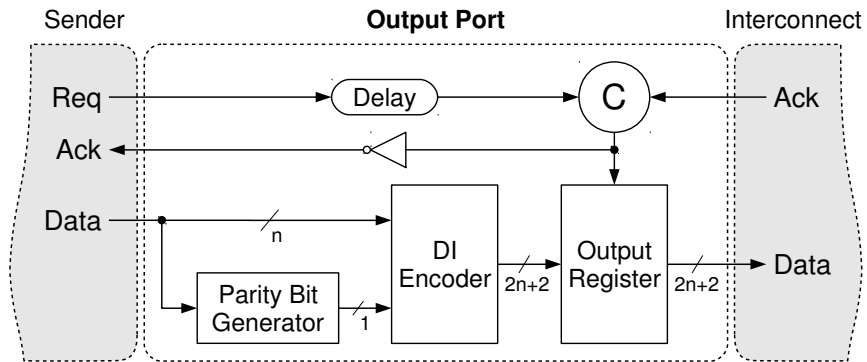 Sender
Output Port
Interconnect
Req
Delay
C
Ack
Ack
Data
n
DI
Encoder
2n+2
Output
Register
2n+2
Data
Parity Bit
Generator
1